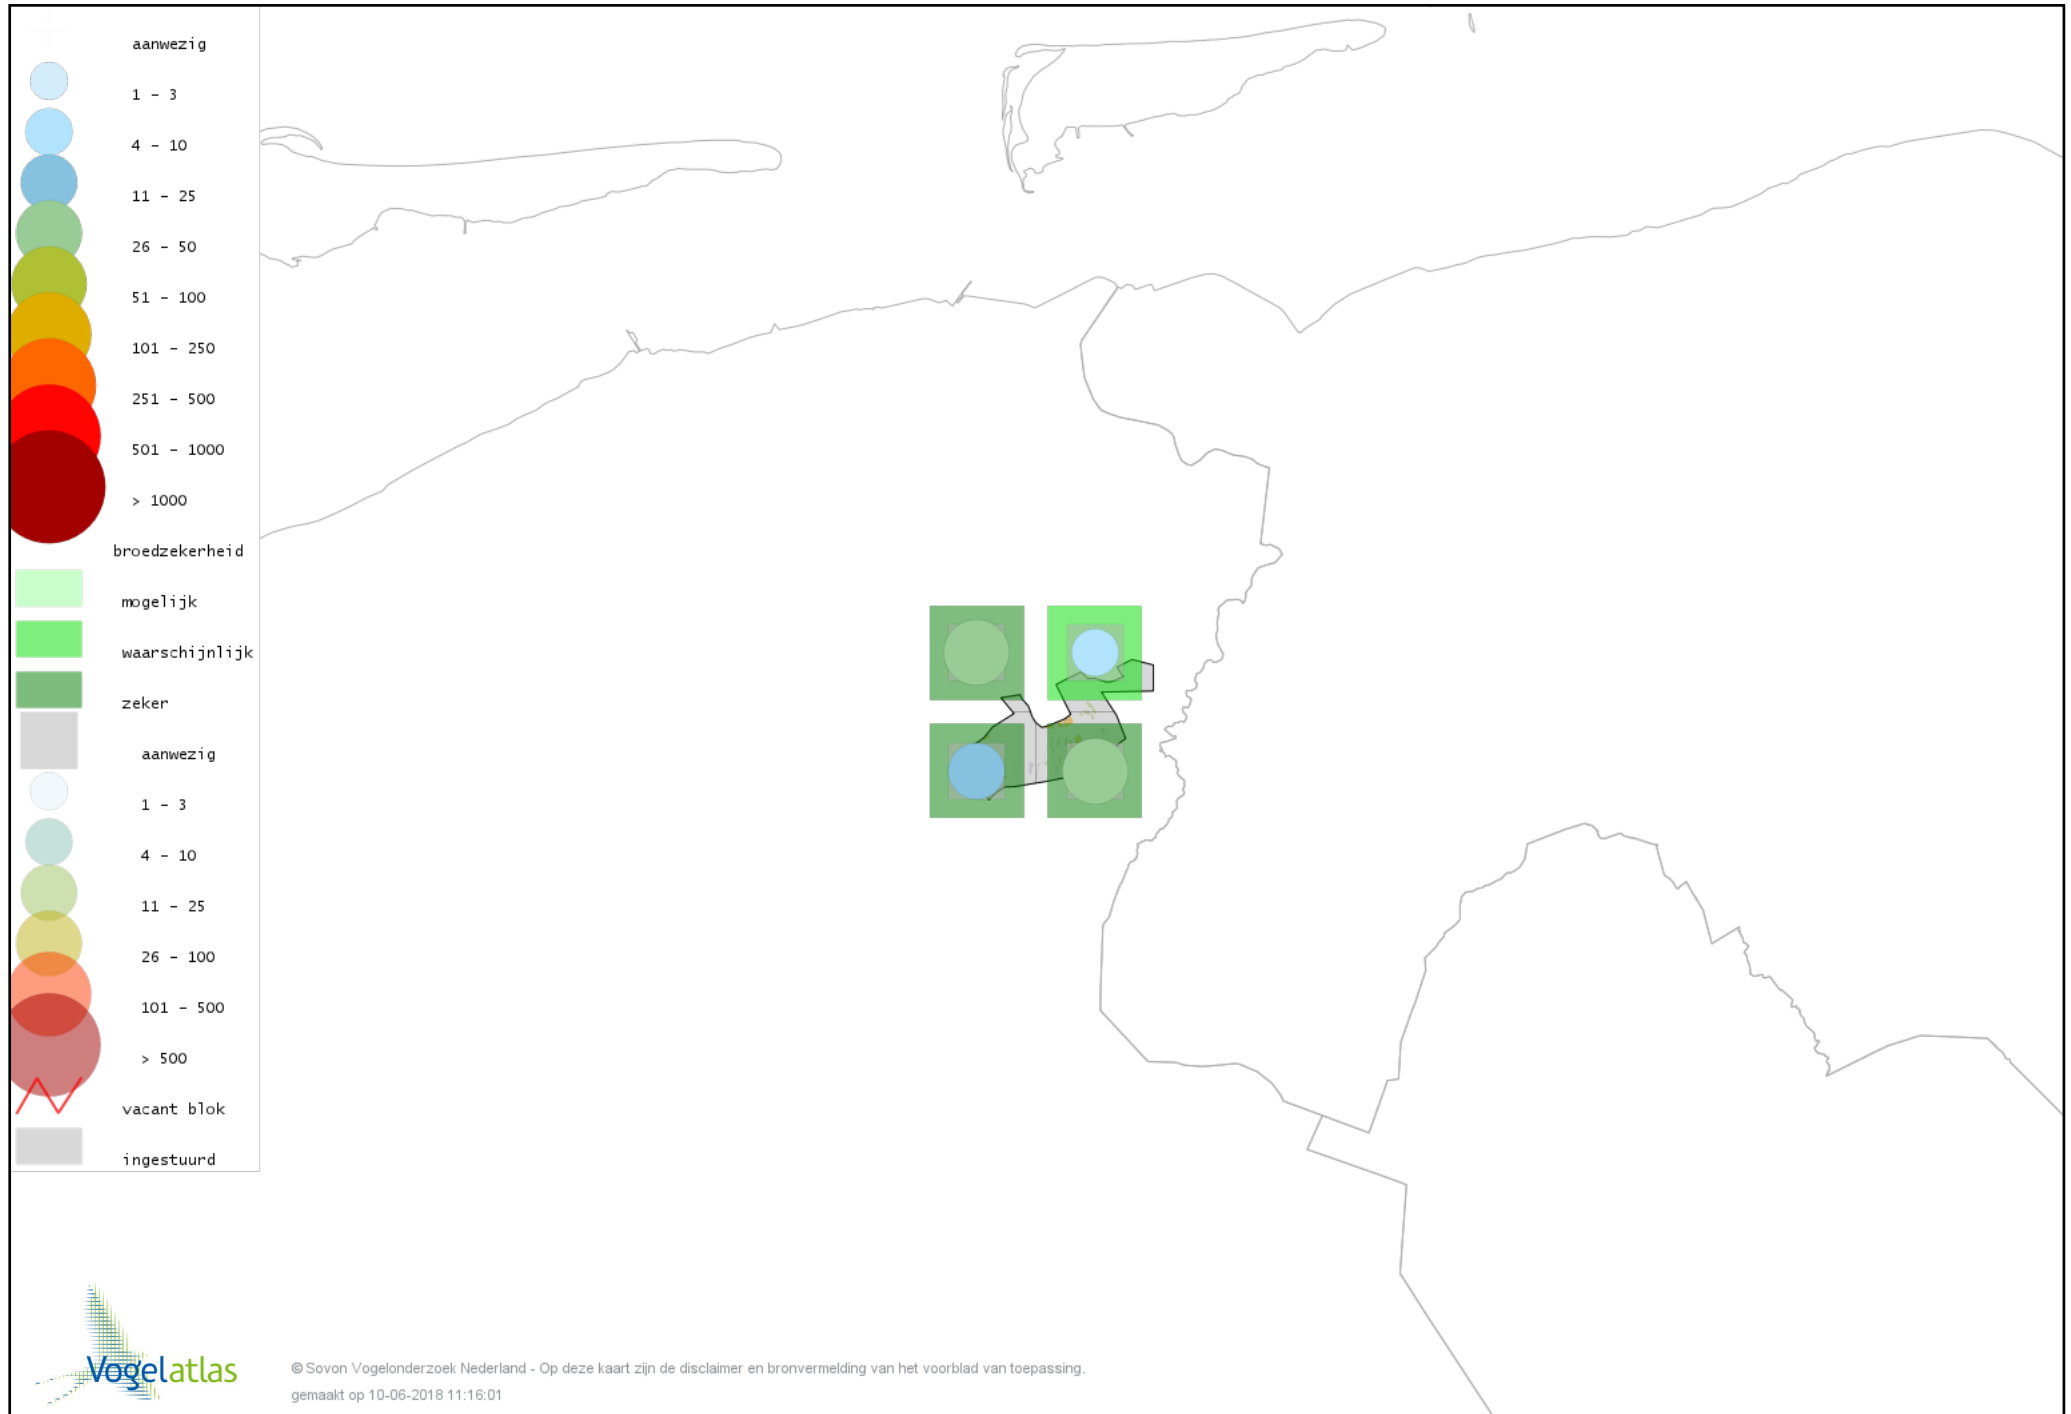 aanwezig
1 - 3
4 - 10
11 - 25
26 - 50
51 - 100
101 - 250
251 - 500
501 - 1000
> 1000
broedzekerheid
mogelijk
waarschijnlijk
zeker
aanwezig
1 - 3
4 - 10
11 - 25
26 - 100
101 - 500
> 500
vacant blok
ingestuurd
Vogelatlas
© Sovon Vogelonderzoek Nederland - Op deze kaart zijn de disclaimer en bronvermelding van het voorblad van toepassing.
gemaakt op 10-06-2018 11:16:01